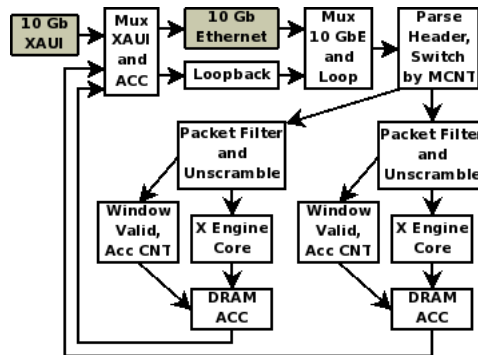 10 Gb
XAUI
Mux
XAUI
and
ACC
10 Gb
Ethernet
Loopback
Mux
10 GbE
and
Loop
Parse
Header,
Switch
by MCNT
Packet Filter
and
Unscramble
Packet Filter
and
Unscramble
Window
Valid,
Acc CNT
X Engine
Core
Window
Valid,
Acc CNT
X Engine
Core
DRAM
ACC
DRAM
ACC